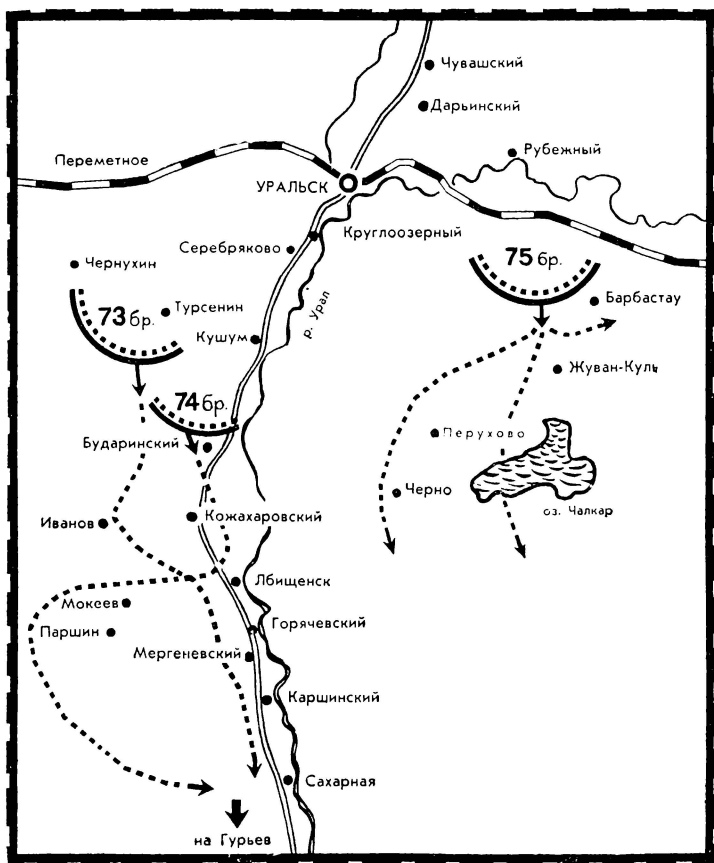 Чувашский
Дарьинский
Переметное
Рубежный
УРАЛЬСК
Круглоозерный
Серебряково
75 бр.
Чернухин
Барбастау
73 бр.
Турсенин
р. Урал
Кушум
Жуван-Куль
74 бр.
Бударинский
Перухово
Черно
оз. Чалкар
Кожахаровский
Иванов
Лбищенск
Мокеев
Горячевский
Паршин
Мергеневский
Каршинский
Сахарная
на Гурьев